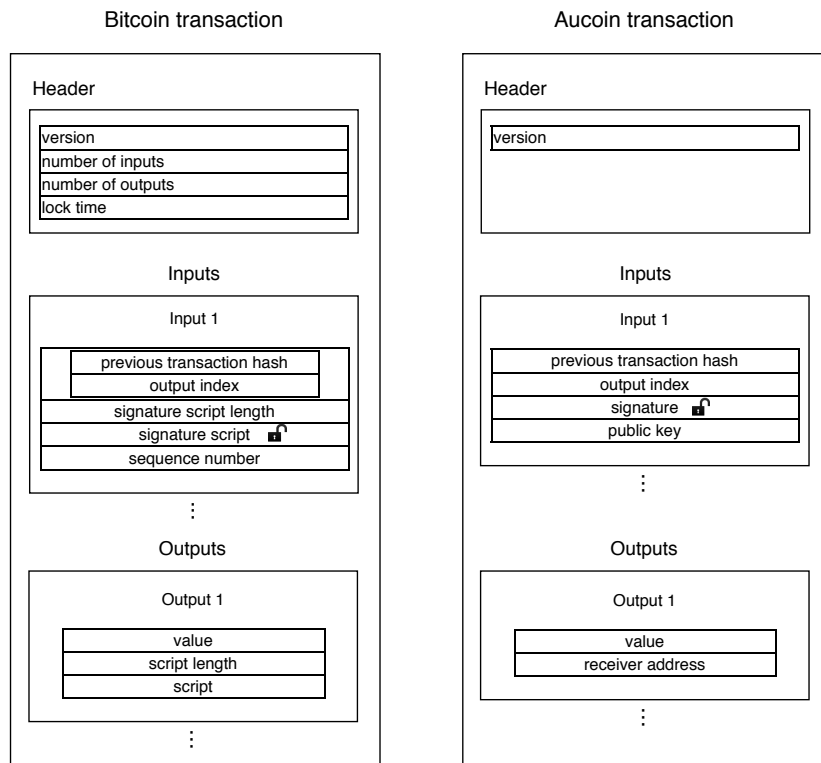 Bitcoin transaction
Header
version
number of inputs
number of outputs
lock time
Inputs
Input 1
previous transaction hash
output index
signature script length
signature script
sequence number
⋮
Outputs
Output 1
value
script length
script
⋮
Aucoin transaction
Header
version
Inputs
Input 1
previous transaction hash
output index
signature
public key
⋮
Outputs
Output 1
value
receiver address
⋮